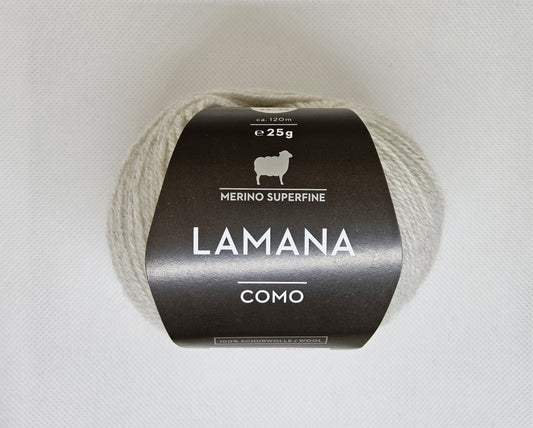 ca. 120m
e 25g
MERINO SUPERFINE
LAMANA
COMO
100% SCHURWOLLE / WOOL